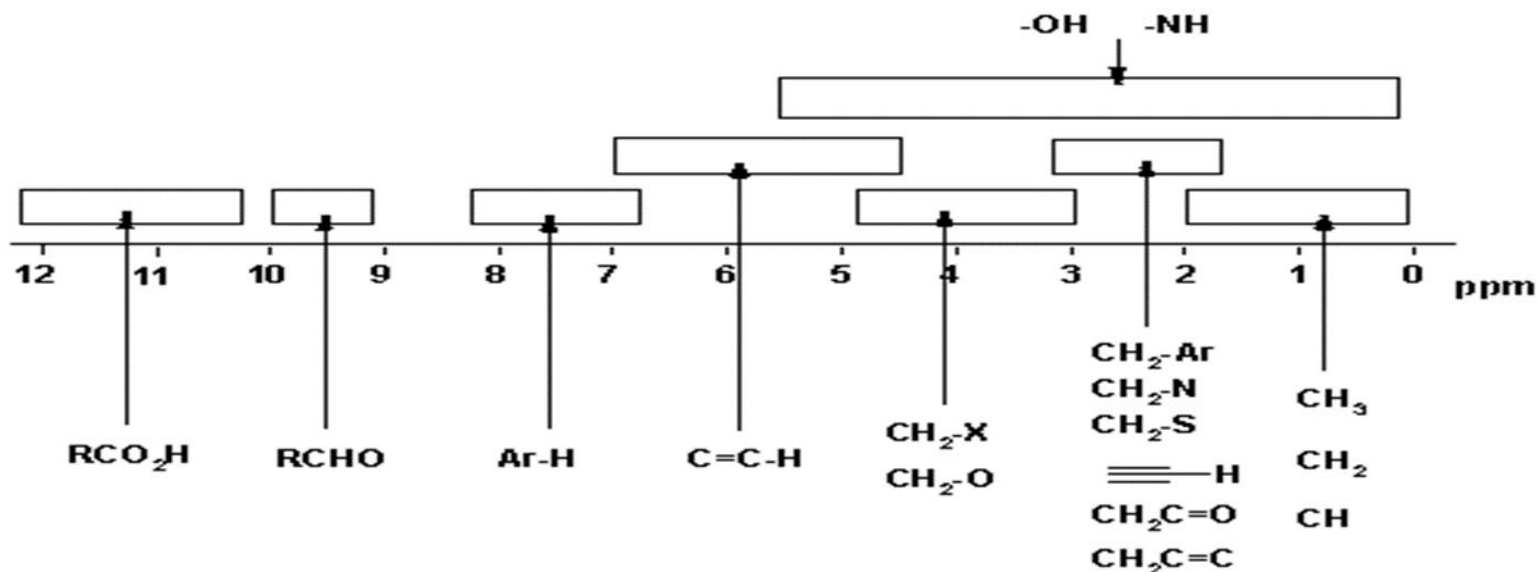 -OH -NH
12 11 10 9 8 7 6 5 4 3 2 1 0 ppm
RCO₂H
RCHO
Ar-H
C=C-H
CH₂-X
CH₂-O
CH₂-Ar
CH₂-N
CH₂-S
≡—H
CH₂C=O
CH₂C=C
CH₃
CH₂
CH